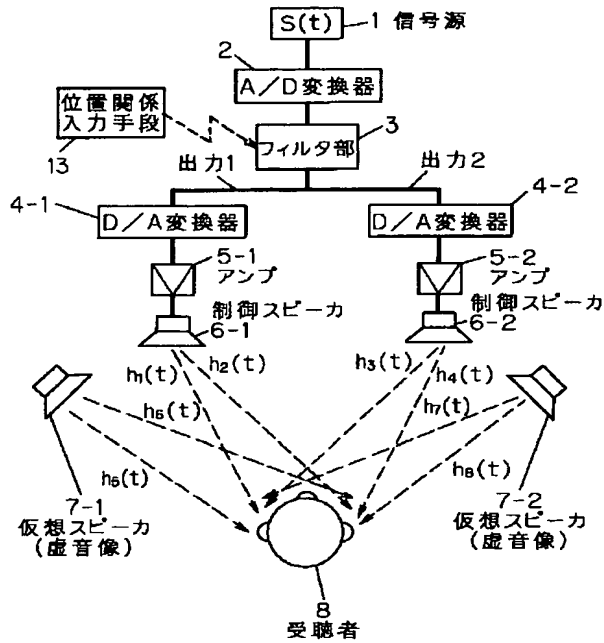 S(t)
1 信号源
2
A/D変換器
位置関係
入力手段
13
3
フィルタ部
出力1
出力2
4-1
D/A変換器
4-2
D/A変換器
5-1
アンプ
5-2
アンプ
制御スピーカ
6-1
制御スピーカ
6-2
h1(t)
h2(t)
h3(t)
h4(t)
h6(t)
h7(t)
h5(t)
h8(t)
7-1
仮想スピーカ
(虚音像)
7-2
仮想スピーカ
(虚音像)
8
受聴者